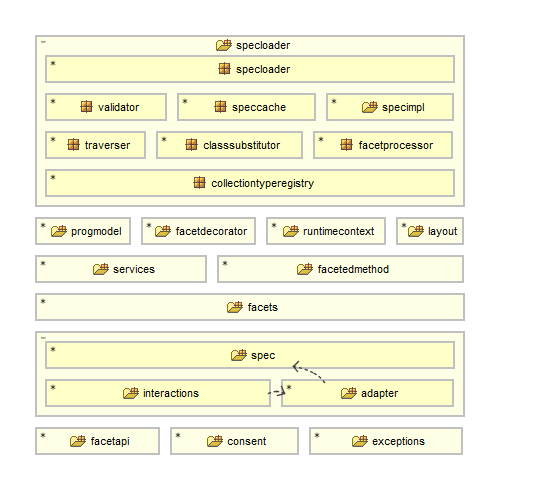 specloader
specloader
validator speccache specimpl
traverser classsubstitutor facetprocessor
collectiontyperegistry
progmodel facetdecorator runtimecontext layout
services facetedmethod
facets
spec
interactions adapter
facetapi consent exceptions